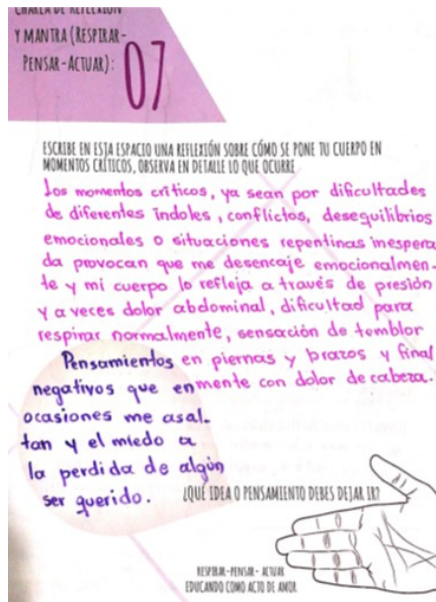 CHARLA DE REFLEXIÓN
Y MANTRA (RESPIRAR-
PENSAR-ACTUAR):
07
ESCRIBE EN ESTA ESPACIO UNA REFLEXIÓN SOBRE CÓMO SE PONE TU CUERPO EN
MOMENTOS CRÍTICOS, OBSERVA EN DETALLE LO QUE OCURRE
Los momentos críticos, ya sean por dificultades
de diferentes índoles, conflictos, desequilibrios
emocionales o situaciones repentinas inespera
da provocan que me desencaje emocionalmen-
te y mi cuerpo lo refleja a través de presión
y a veces dolor abdominal, dificultad para
respirar normalmente, sensación de temblor
en piernas y brazos y final
mente con dolor de cabeza.
Pensamientos
negativos que en
ocasiones me asal-
tan y el miedo a
la perdida de algún
ser querido.
¿QUÉ IDEA O PENSAMIENTO DEBES DEJAR IR?
RESPIRAR-PENSAR- ACTUAR
EDUCANDO COMO ACTO DE AMOR